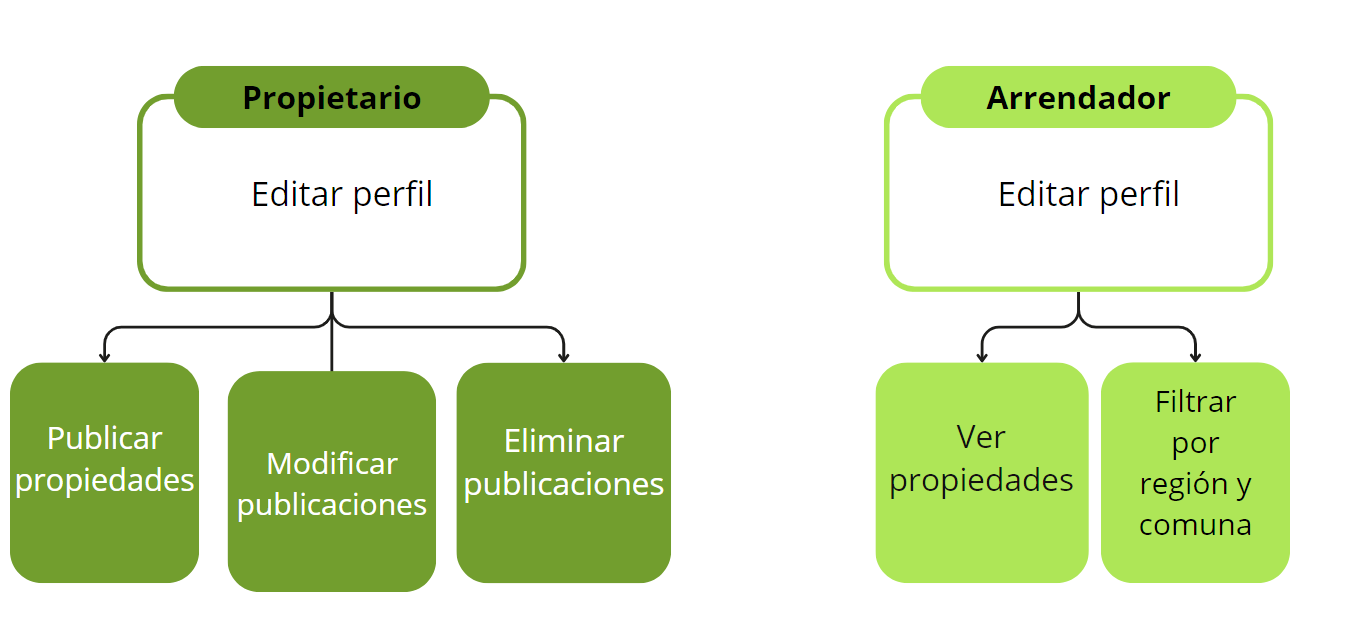 Propietario
Editar perfil
Publicar
propiedades
Modificar
publicaciones
Eliminar
publicaciones
Arrendador
Editar perfil
Ver
propiedades
Filtrar
por
región y
comuna